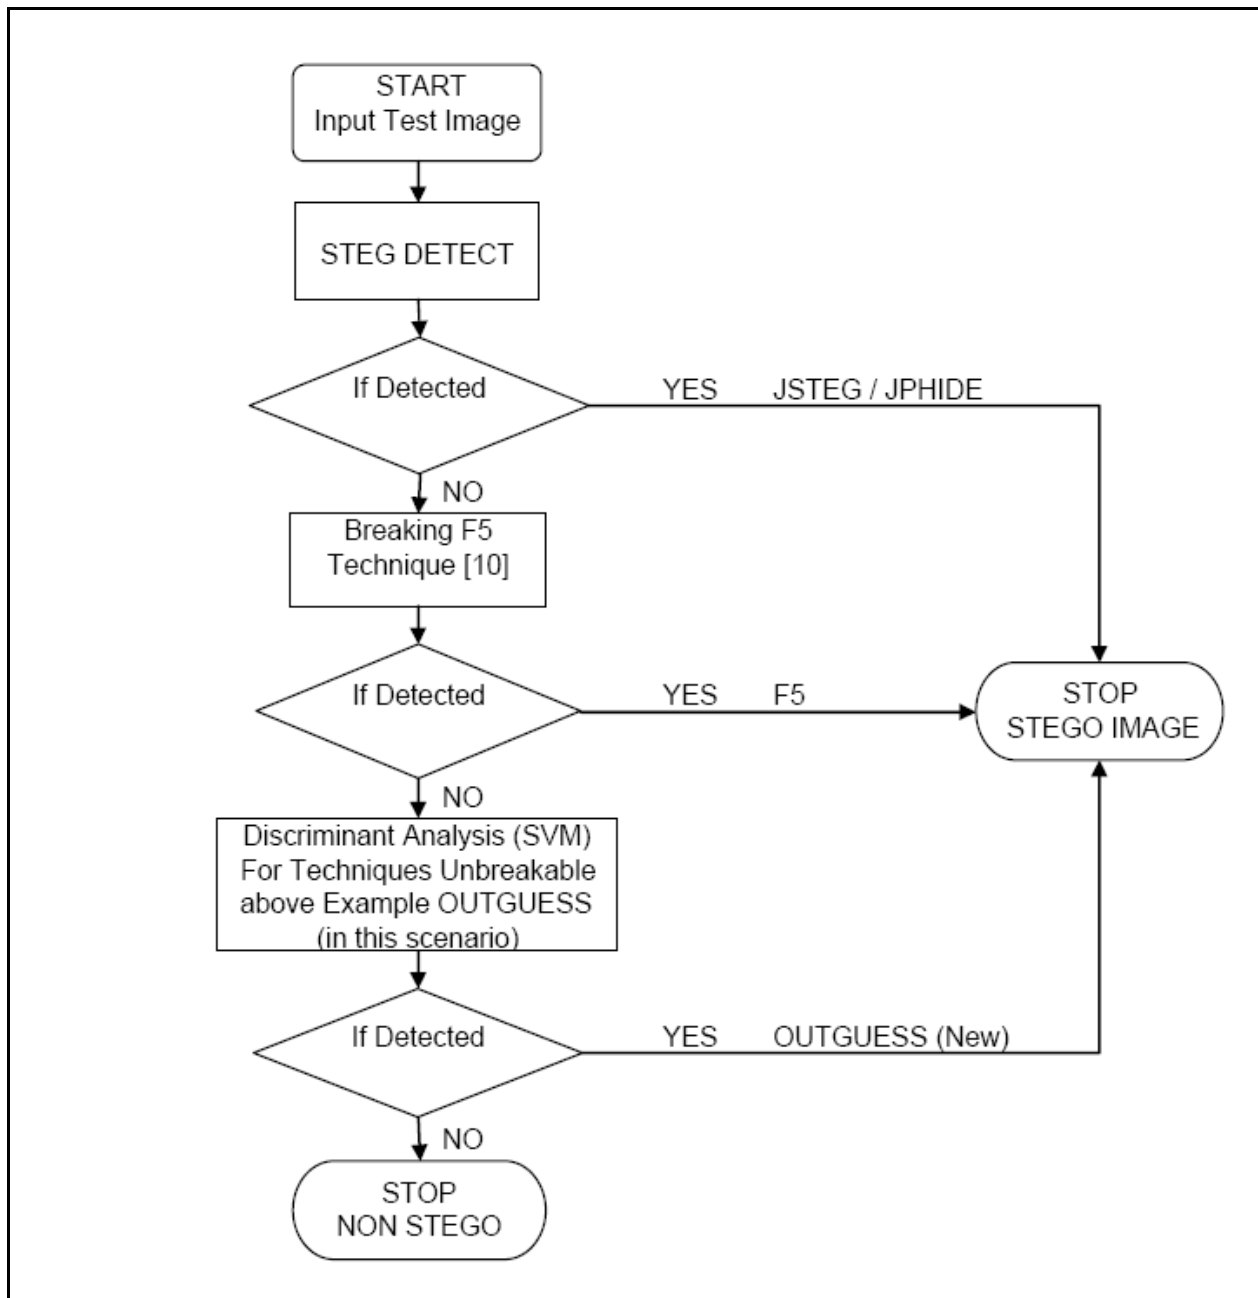 START
Input Test Image
STEG DETECT
If Detected
YES JSTEG / JPHIDE
NO
Breaking F5
Technique [10]
If Detected
YES F5
STOP
STEGO IMAGE
NO
Discriminant Analysis (SVM)
For Techniques Unbreakable
above Example OUTGUESS
(in this scenario)
If Detected
YES OUTGUESS (New)
NO
STOP
NON STEGO